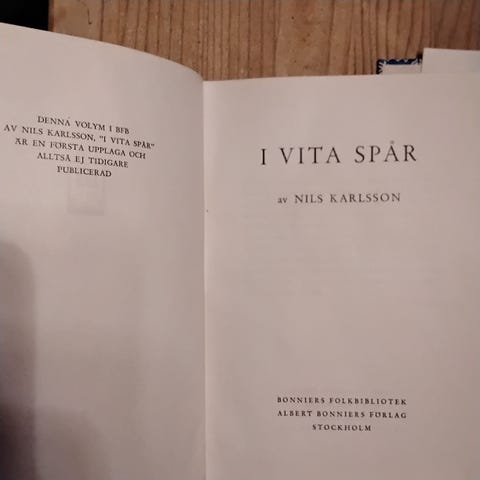 DENNA VOLYM I BFB
AV NILS KARLSSON, "I VITA SPÅR"
ÄR EN FÖRSTA UPPLAGA OCH
ALLTSÅ EJ TIDIGARE
PUBLICERAD
I VITA SPÅR
av NILS KARLSSON
BONNIERS FOLKBIBLIOTEK
ALBERT BONNIERS FÖRLAG
STOCKHOLM